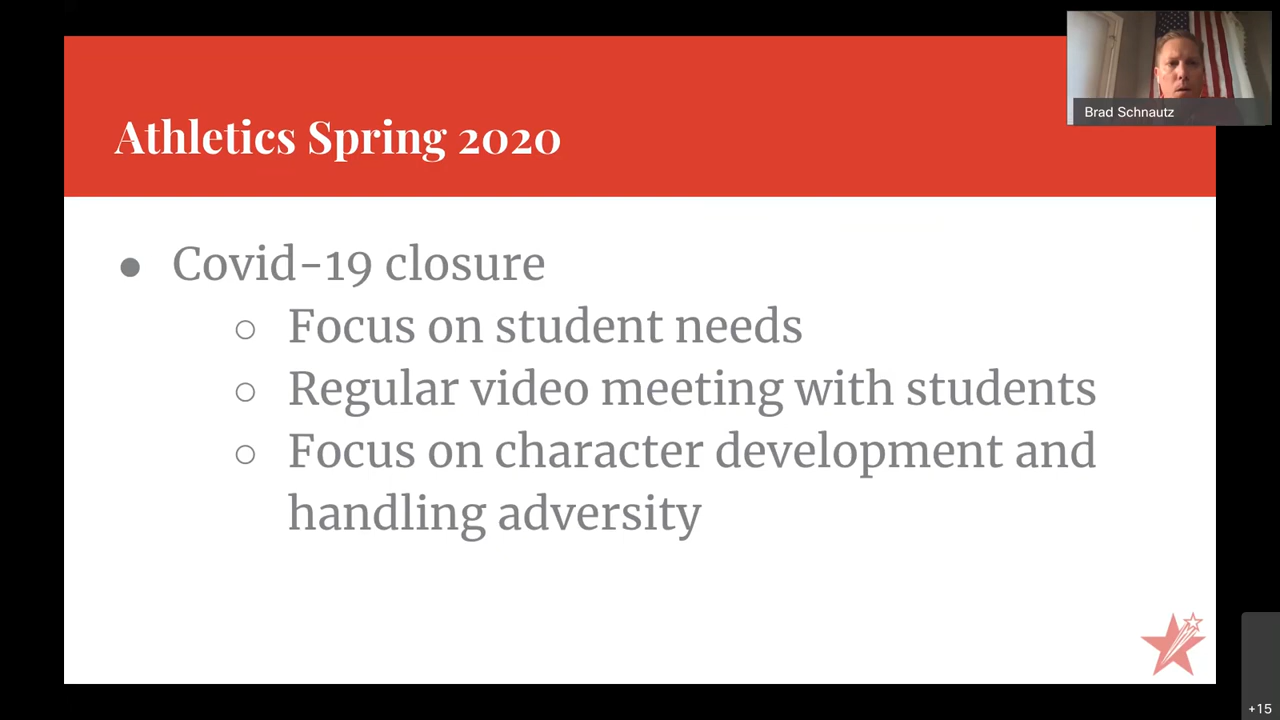 Brad Schnautz
Athletics Spring 2020
● Covid-19 closure
○ Focus on student needs
○ Regular video meeting with students
○ Focus on character development and
handling adversity
+15